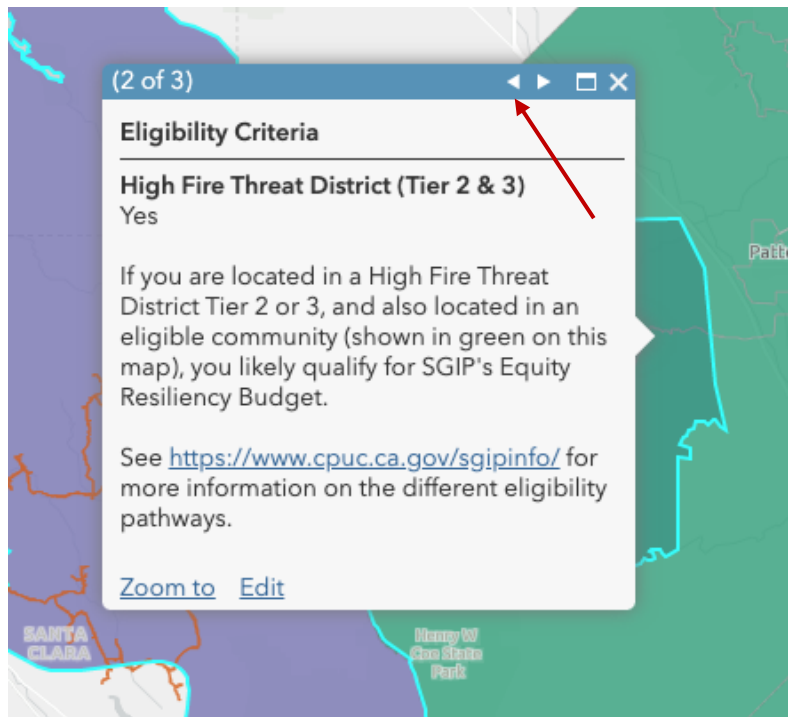 (2 of 3)
Eligibility Criteria
High Fire Threat District (Tier 2 & 3)
Yes
If you are located in a High Fire Threat
District Tier 2 or 3, and also located in an
eligible community (shown in green on this
map), you likely qualify for SGIP's Equity
Resiliency Budget.
See https://www.cpuc.ca.gov/sgipinfo/ for
more information on the different eligibility
pathways.
Zoom to Edit
Patte
SANTA
CLARA
Henry W
Coe State
Park